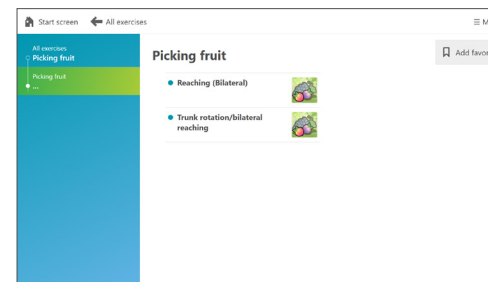 Start screen
All exercises
All exercises
Picking fruit
Picking fruit
...
Picking fruit
Reaching (Bilateral)
Trunk rotation/bilateral
reaching
Add favor